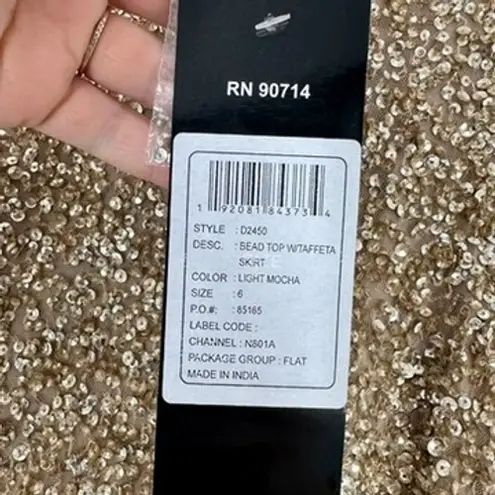 RN 90714
1 92081 84373 4
STYLE : D2450
DESC. : BEAD TOP W/TAFFETA
SKIRT
COLOR : LIGHT MOCHA
SIZE : 6
P.O.#: : 85165
LABEL CODE :
CHANNEL : N801A
PACKAGE GROUP : FLAT
MADE IN INDIA